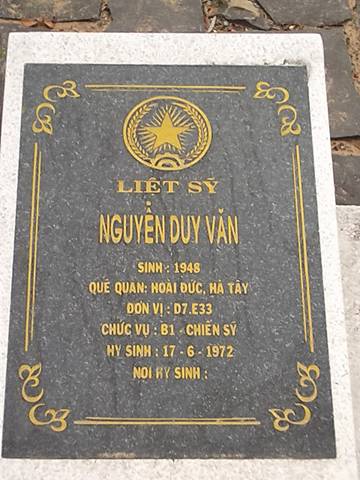 LIỆT SỸ
NGUYỄN DUY VĂN
SINH : 1948
QUÊ QUÁN: HOÀI ĐỨC, HÀ TÂY
ĐƠN VỊ : D7.E33
CHỨC VỤ : B1 - CHIẾN SỸ
HY SINH : 17 - 6 - 1972
NƠI HY SINH :